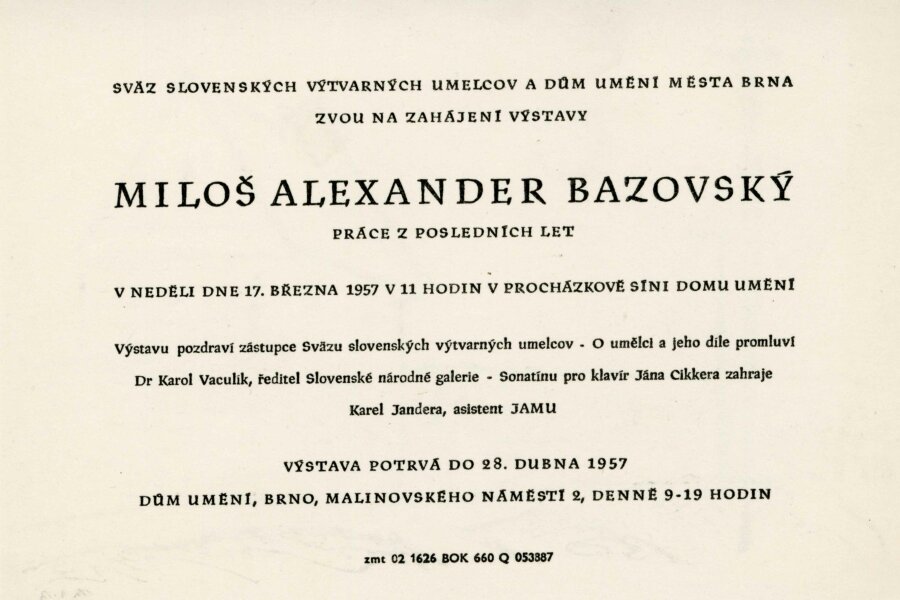 SVÄZ SLOVENSKÝCH VÝTVARNÝCH UMELCOV A DŮM UMĚNÍ MĚSTA BRNA
ZVOU NA ZAHÁJENÍ VÝSTAVY
MILOŠ ALEXANDER BAZOVSKÝ
PRÁCE Z POSLEDNÍCH LET
V NEDĚLI DNE 17. BŘEZNA 1957 V 11 HODIN V PROCHÁZKOVĚ SÍNI DOMU UMĚNÍ
Výstavu pozdraví zástupce Sväzu slovenských výtvarných umelcov - O umělci a jeho díle promluví
Dr Karol Vaculík, ředitel Slovenské národné galerie - Sonatínu pro klavír Jána Cikkera zahraje
Karel Jandera, asistent JAMU
VÝSTAVA POTRVÁ DO 28. DUBNA 1957
DŮM UMĚNÍ, BRNO, MALINOVSKÉHO NÁMĚSTÍ 2, DENNĚ 9-19 HODIN
zmt 02 1626 BOK 660 Q 053887